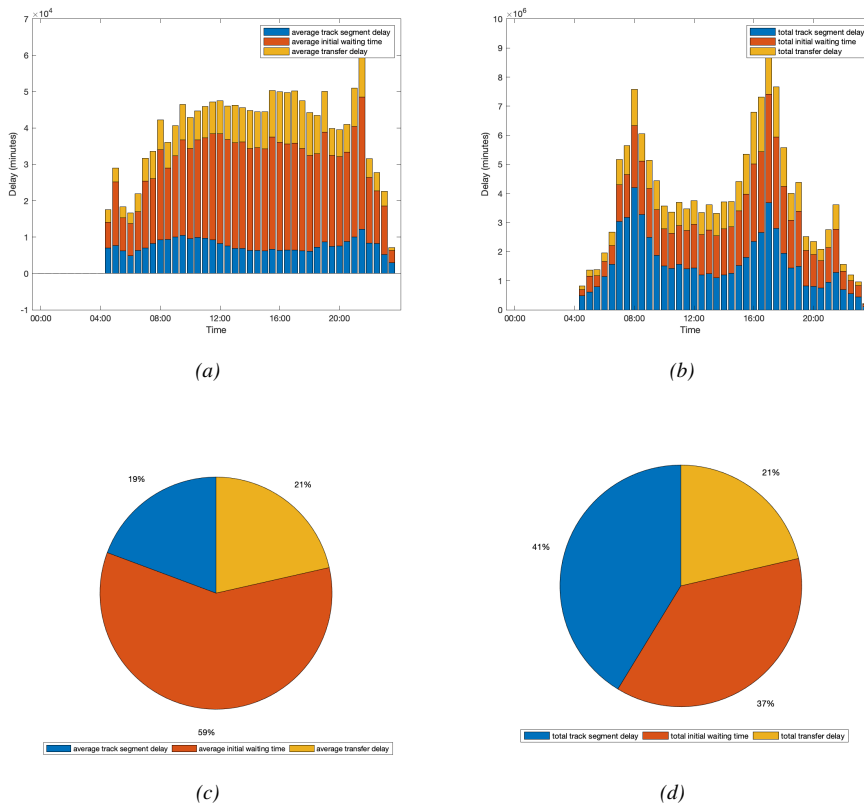 7 ×10⁴
average track segment delay
average initial waiting time
average transfer delay
6
5
4
3
2
1
0
-1
Delay (minutes)
00:00 04:00 08:00 12:00 16:00 20:00
Time
(a)
10 ×10⁶
total track segment delay
total initial waiting time
total transfer delay
9
8
7
6
5
4
3
2
1
0
Delay (minutes)
00:00 04:00 08:00 12:00 16:00 20:00
Time
(b)
19% 21%
59%
average track segment delay average initial waiting time average transfer delay
(c)
21%
41%
37%
total track segment delay total initial waiting time total transfer delay
(d)